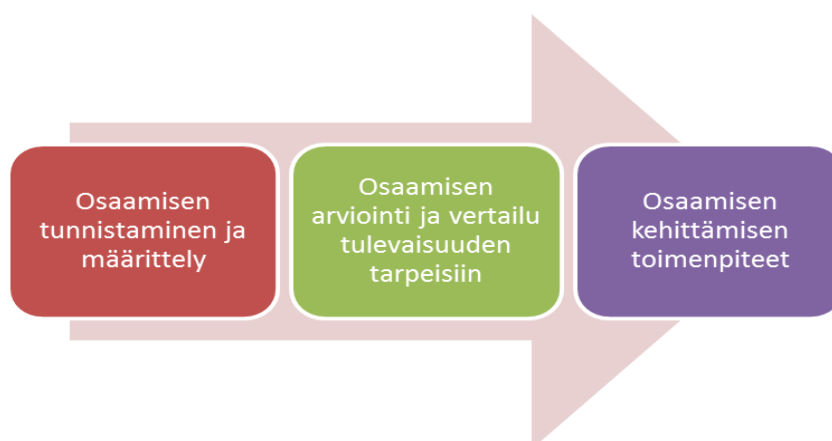 Osaamisen
tunnistaminen ja
määrittely
Osaamisen
arviointi ja vertailu
tulevaisuuden
tarpeisiin
Osaamisen
kehittämisen
toimenpiteet